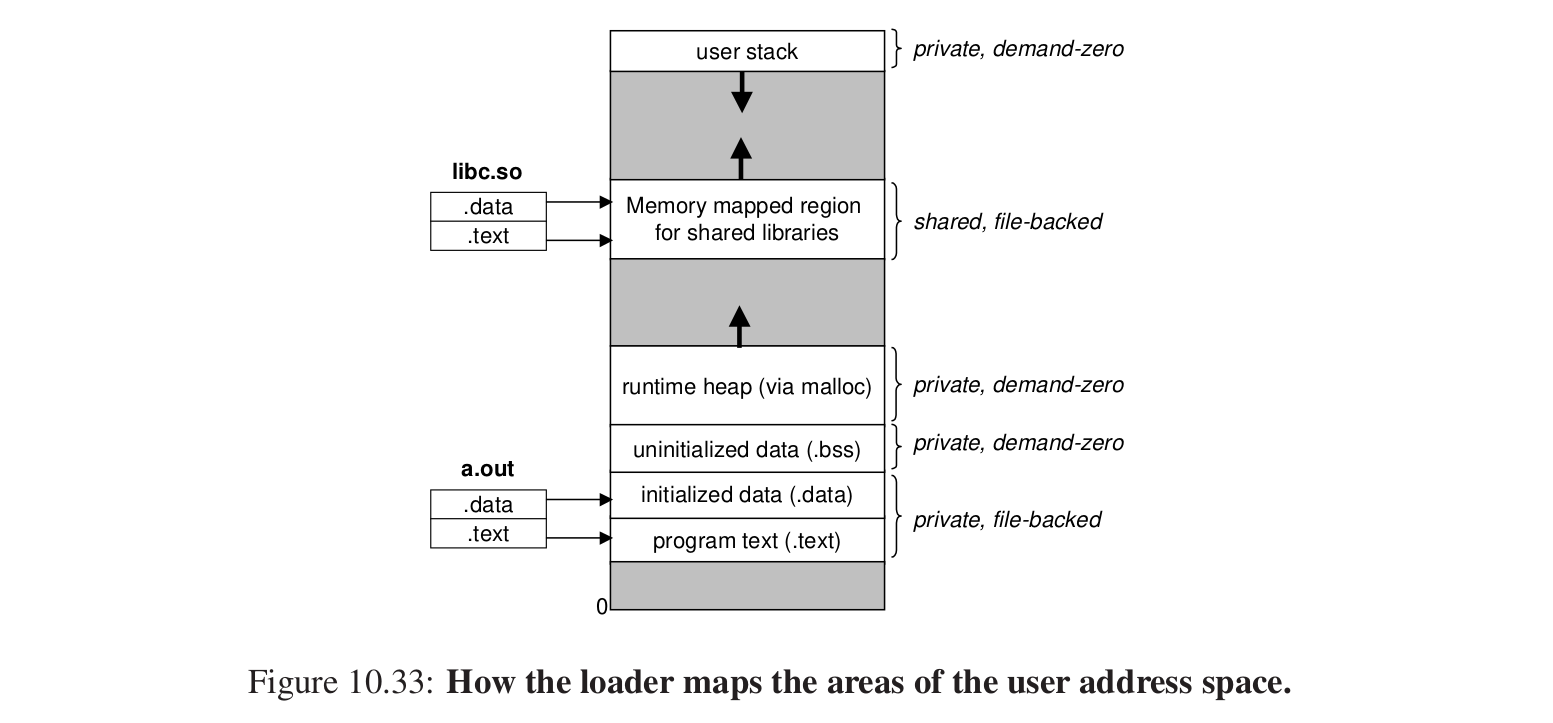 user stack
private, demand-zero
libc.so
.data
.text
Memory mapped region
for shared libraries
shared, file-backed
runtime heap (via malloc)
private, demand-zero
uninitialized data (.bss)
private, demand-zero
a.out
.data
.text
initialized data (.data)
program text (.text)
private, file-backed
0
Figure 10.33: How the loader maps the areas of the user address space.